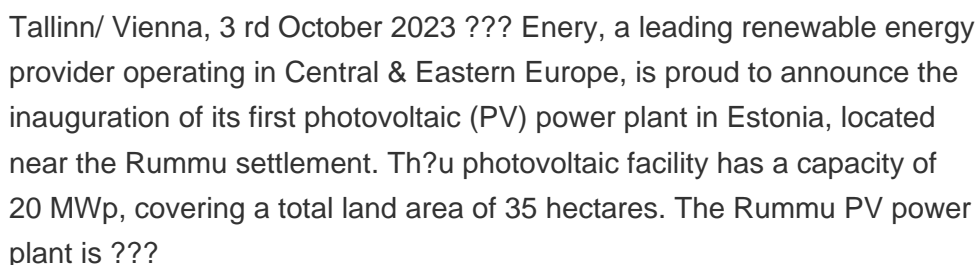 Tallinn/ Vienna, 3 rd October 2023 ??? Enery, a leading renewable energy
provider operating in Central & Eastern Europe, is proud to announce the
inauguration of its first photovoltaic (PV) power plant in Estonia, located
near the Rummu settlement. Th?u photovoltaic facility has a capacity of
20 MWp, covering a total land area of 35 hectares. The Rummu PV power
plant is ???